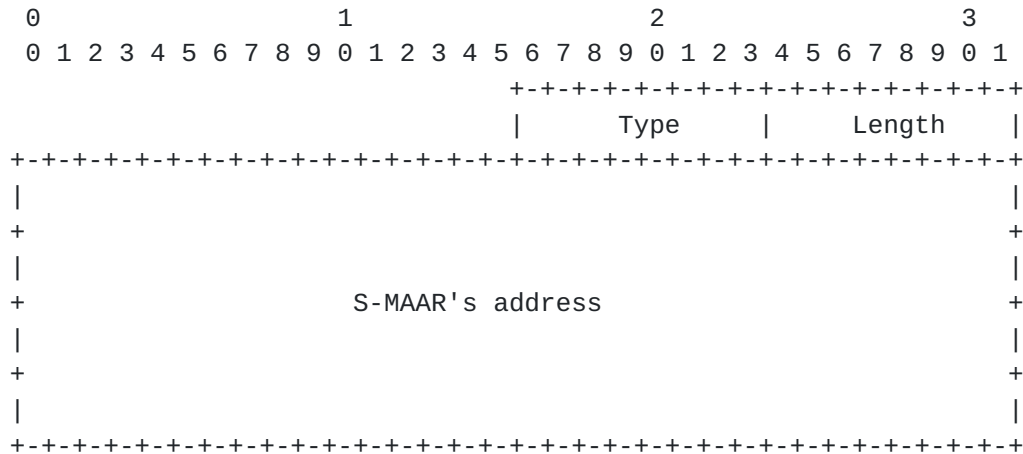 0                   1                   2                   3
 0 1 2 3 4 5 6 7 8 9 0 1 2 3 4 5 6 7 8 9 0 1 2 3 4 5 6 7 8 9 0 1
                                +-+-+-+-+-+-+-+-+-+-+-+-+-+-+-+-+
                                |      Type     |     Length    |
+-+-+-+-+-+-+-+-+-+-+-+-+-+-+-+-+-+-+-+-+-+-+-+-+-+-+-+-+-+-+-+-+
|                                                               |
+                                                               +
|                                                               |
+                     S-MAAR's address                          +
|                                                               |
+                                                               +
|                                                               |
+-+-+-+-+-+-+-+-+-+-+-+-+-+-+-+-+-+-+-+-+-+-+-+-+-+-+-+-+-+-+-+-+